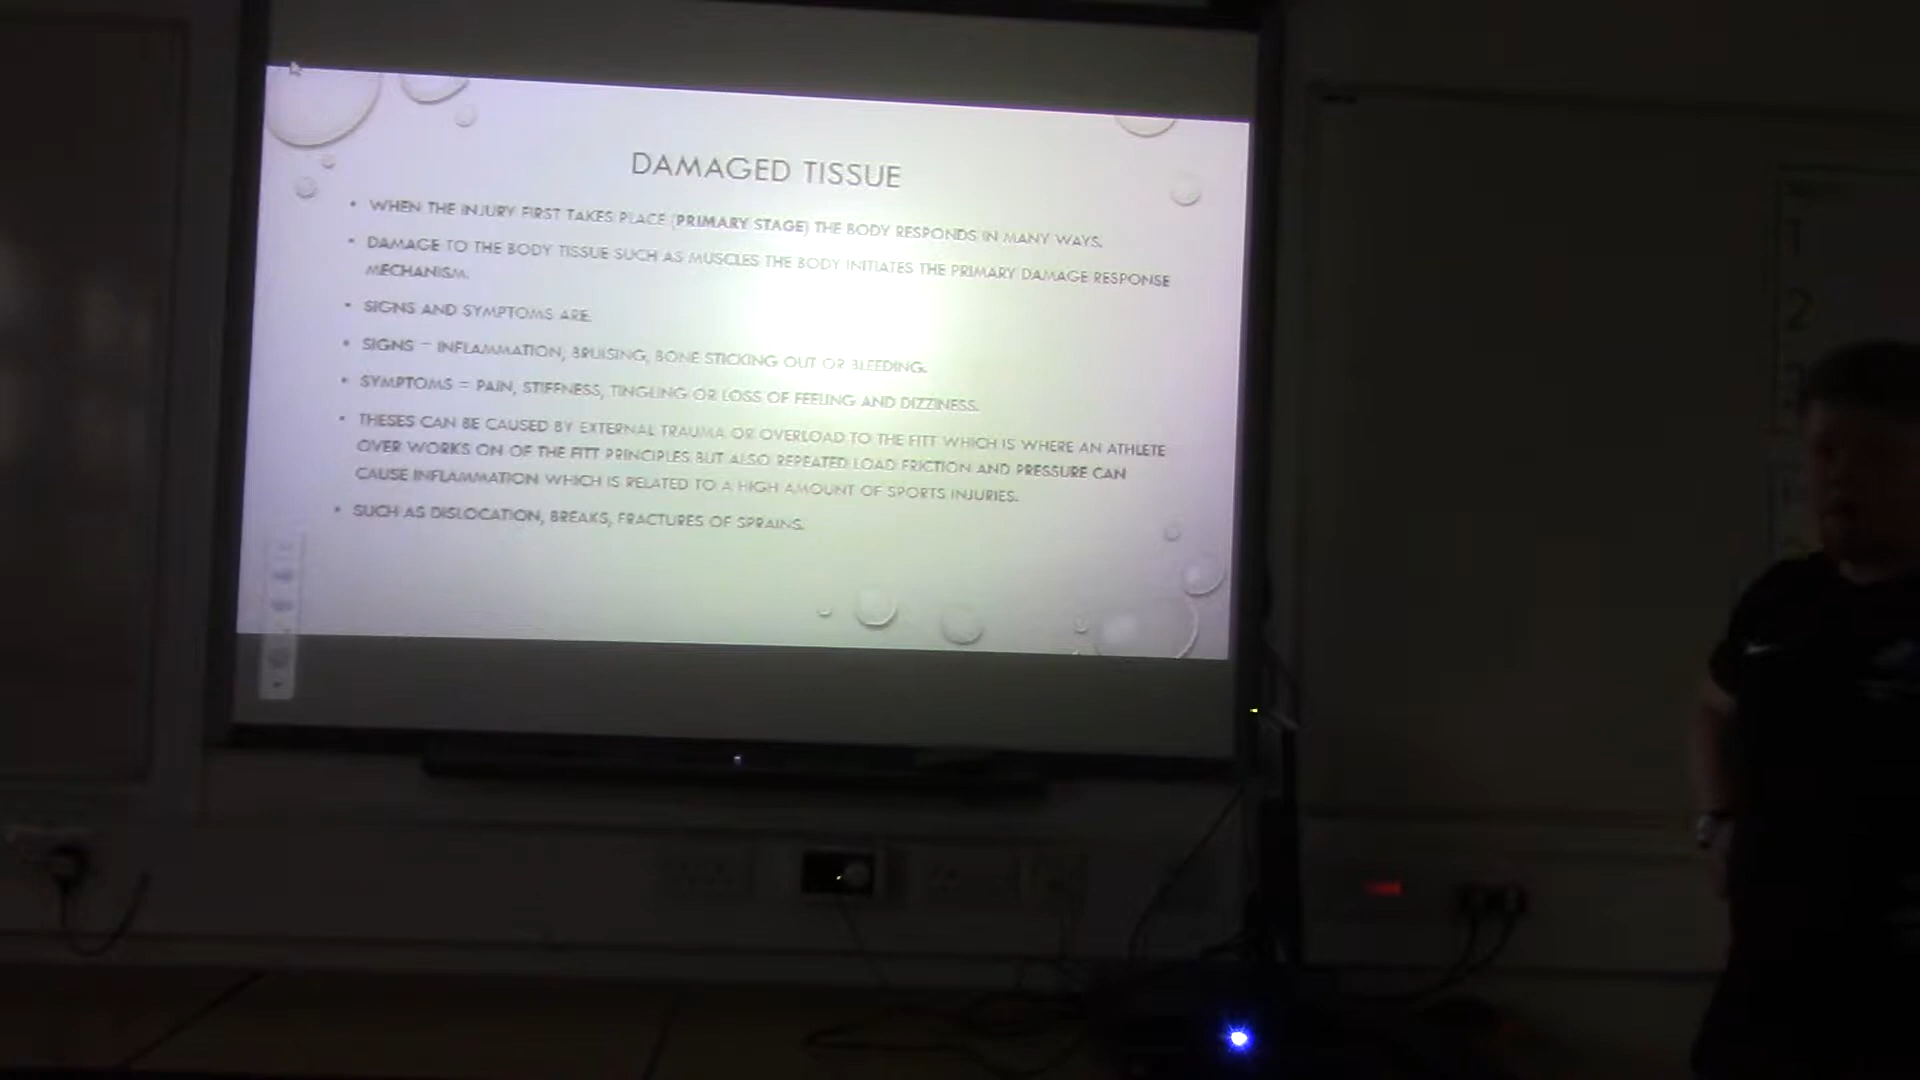 DAMAGED TISSUE
• WHEN THE INJURY FIRST TAKES PLACE (PRIMARY STAGE) THE BODY RESPONDS IN MANY WAYS.
• DAMAGE TO THE BODY TISSUE SUCH AS MUSCLES THE BODY INITIATES THE PRIMARY DAMAGE RESPONSE
MECHANISM.
• SIGNS AND SYMPTOMS ARE:
• SIGNS = INFLAMMATION, BRUISING, BONE STICKING OUT OR BLEEDING.
• SYMPTOMS = PAIN, STIFFNESS, TINGLING OR LOSS OF FEELING AND DIZZINESS.
• THESES CAN BE CAUSED BY EXTERNAL TRAUMA OR OVERLOAD TO THE FITT WHICH IS WHERE AN ATHLETE
OVER WORKS ON OF THE FITT PRINCIPLES BUT ALSO REPEATED LOAD FRICTION AND PRESSURE CAN
CAUSE INFLAMMATION WHICH IS RELATED TO A HIGH AMOUNT OF SPORTS INJURIES.
• SUCH AS DISLOCATION, BREAKS, FRACTURES OF SPRAINS.
1
2
3